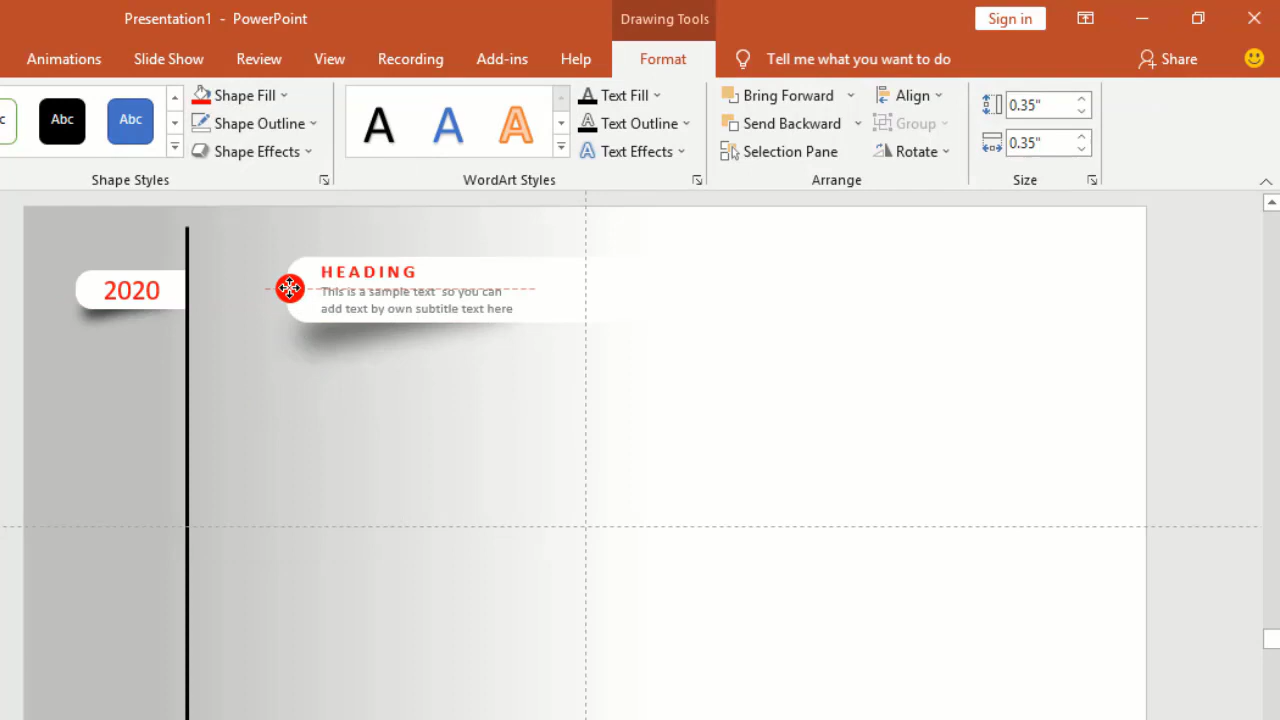 Presentation1 - PowerPoint
Drawing Tools
Sign in
Animations
Slide Show
Review
View
Recording
Add-ins
Help
Format
Tell me what you want to do
Share
Abc
Abc
Shape Fill
Shape Outline
Shape Effects
Shape Styles
A A A
WordArt Styles
Text Fill
Text Outline
Text Effects
Bring Forward
Send Backward
Selection Pane
Align
Group
Rotate
Arrange
0.35"
0.35"
Size
2020
HEADING
This is a sample text so you can
add text by own subtitle text here